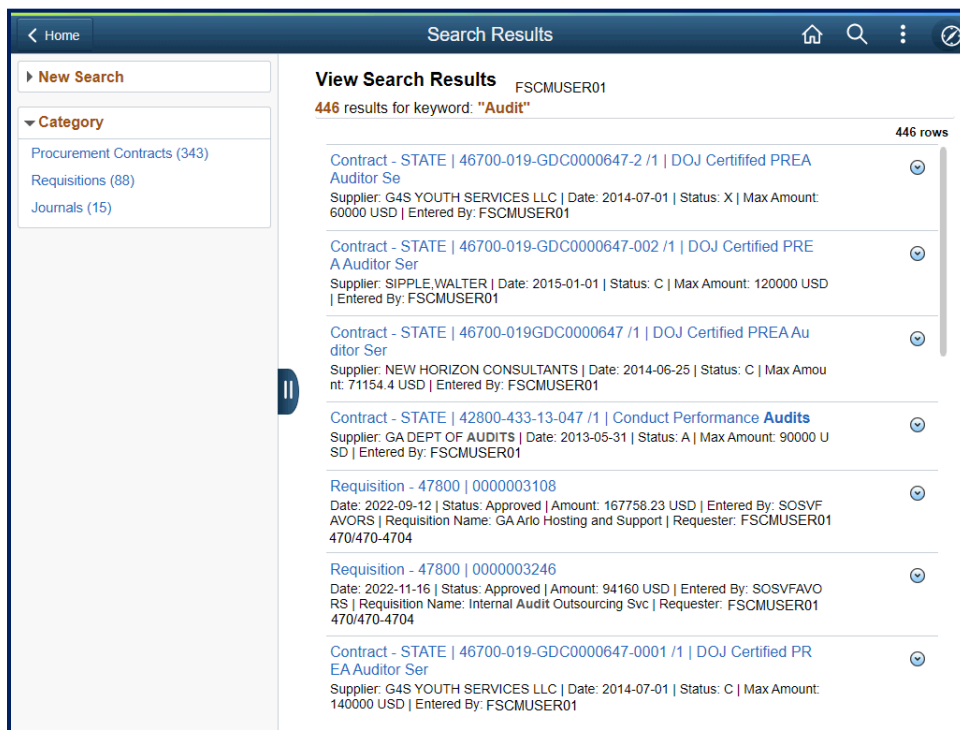 Home
Search Results
New Search
Category
Procurement Contracts (343)
Requisitions (88)
Journals (15)
View Search Results FSCMUSER01
446 results for keyword: "Audit"
446 rows
Contract - STATE | 46700-019-GDC0000647-2 /1 | DOJ Certififed PREA
Auditor Se
Supplier: G4S YOUTH SERVICES LLC | Date: 2014-07-01 | Status: X | Max Amount:
60000 USD | Entered By: FSCMUSER01
Contract - STATE | 46700-019-GDC0000647-002 /1 | DOJ Certified PRE
A Auditor Ser
Supplier: SIPPLE,WALTER | Date: 2015-01-01 | Status: C | Max Amount: 120000 USD
| Entered By: FSCMUSER01
Contract - STATE | 46700-019GDC0000647 /1 | DOJ Certified PREA Au
ditor Ser
Supplier: NEW HORIZON CONSULTANTS | Date: 2014-06-25 | Status: C | Max Amou
nt: 71154.4 USD | Entered By: FSCMUSER01
Contract - STATE | 42800-433-13-047 /1 | Conduct Performance Audits
Supplier: GA DEPT OF AUDITS | Date: 2013-05-31 | Status: A | Max Amount: 90000 U
SD | Entered By: FSCMUSER01
Requisition - 47800 | 0000003108
Date: 2022-09-12 | Status: Approved | Amount: 167758.23 USD | Entered By: SOSVF
AVORS | Requisition Name: GA Arlo Hosting and Support | Requester: FSCMUSER01
470/470-4704
Requisition - 47800 | 0000003246
Date: 2022-11-16 | Status: Approved | Amount: 94160 USD | Entered By: SOSVFAVO
RS | Requisition Name: Internal Audit Outsourcing Svc | Requester: FSCMUSER01
470/470-4704
Contract - STATE | 46700-019-GDC0000647-0001 /1 | DOJ Certified PR
EA Auditor Ser
Supplier: G4S YOUTH SERVICES LLC | Date: 2014-07-01 | Status: C | Max Amount:
140000 USD | Entered By: FSCMUSER01